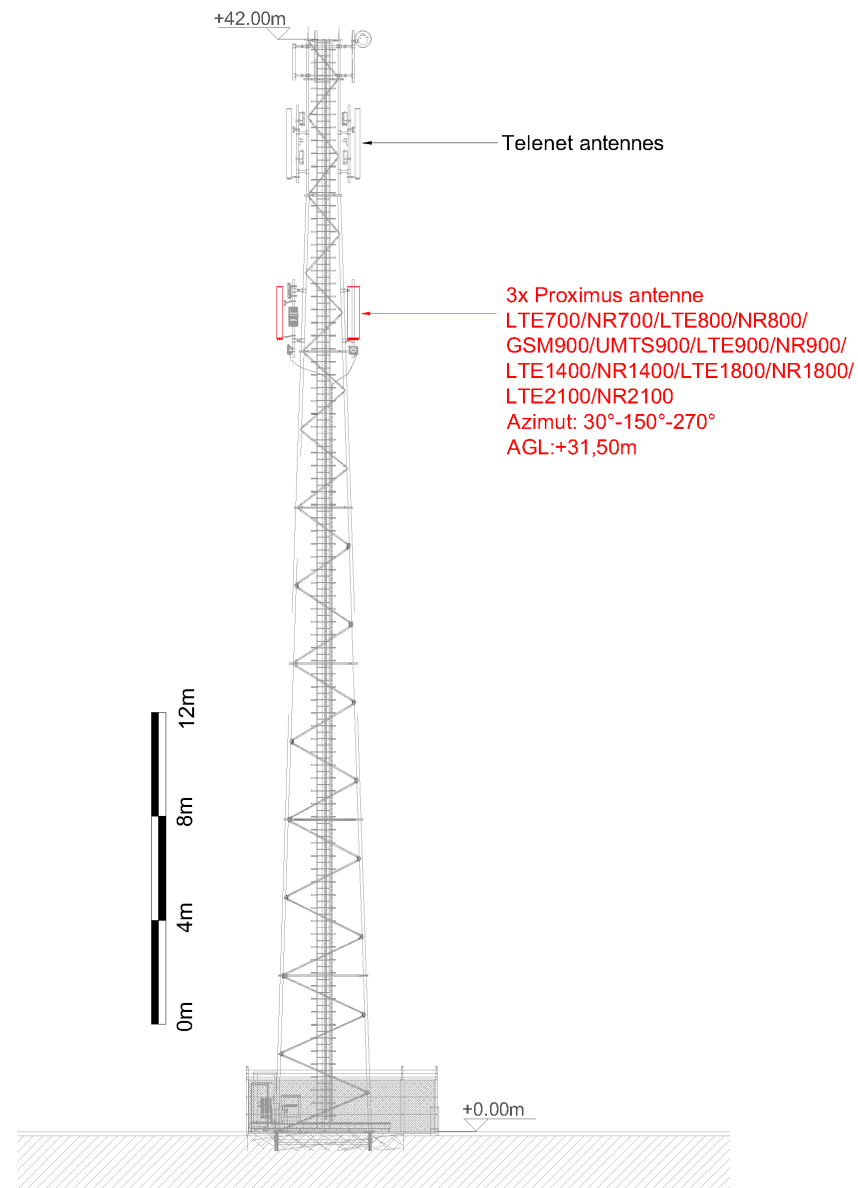 +42.00m
Telenet antennes
3x Proximus antenne
LTE700/NR700/LTE800/NR800/
GSM900/UMTS900/LTE900/NR900/
LTE1400/NR1400/LTE1800/NR1800/
LTE2100/NR2100
Azimut: 30°-150°-270°
AGL:+31,50m
12m
8m
4m
0m
+0.00m